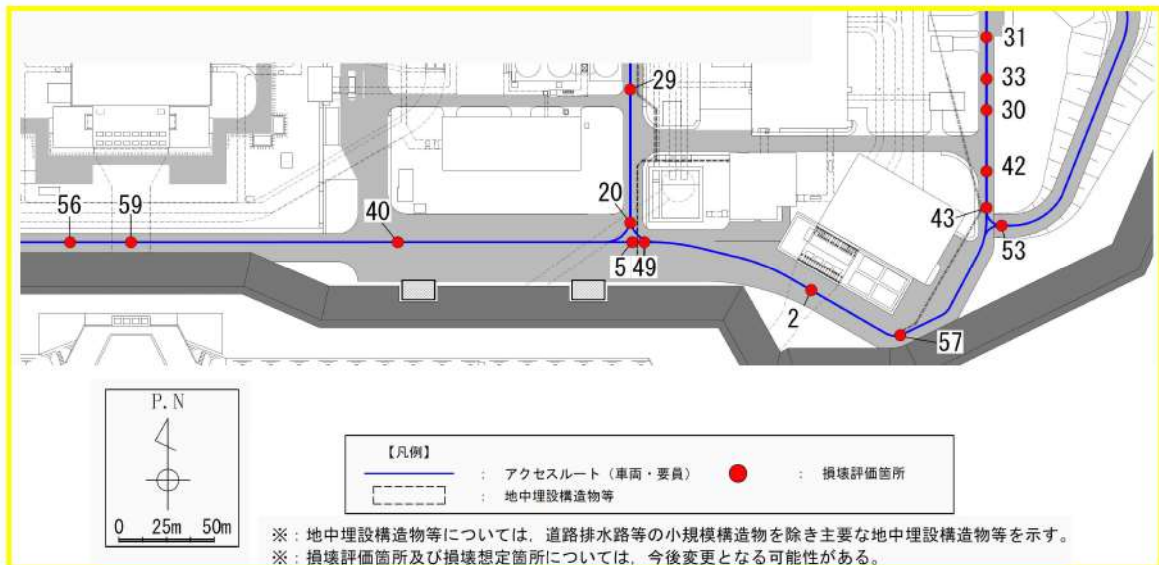 31
33
29
30
42
56
59
20
43
40
53
5
49
2
57
P.N
【凡例】
: アクセスルート（車両・要員）
: 損壊評価箇所
: 地中埋設構造物等
0 25m 50m
※：地中埋設構造物等については，道路排水路等の小規模構造物を除き主要な地中埋設構造物等を示す。
※：損壊評価箇所及び損壊想定箇所については，今後変更となる可能性がある。